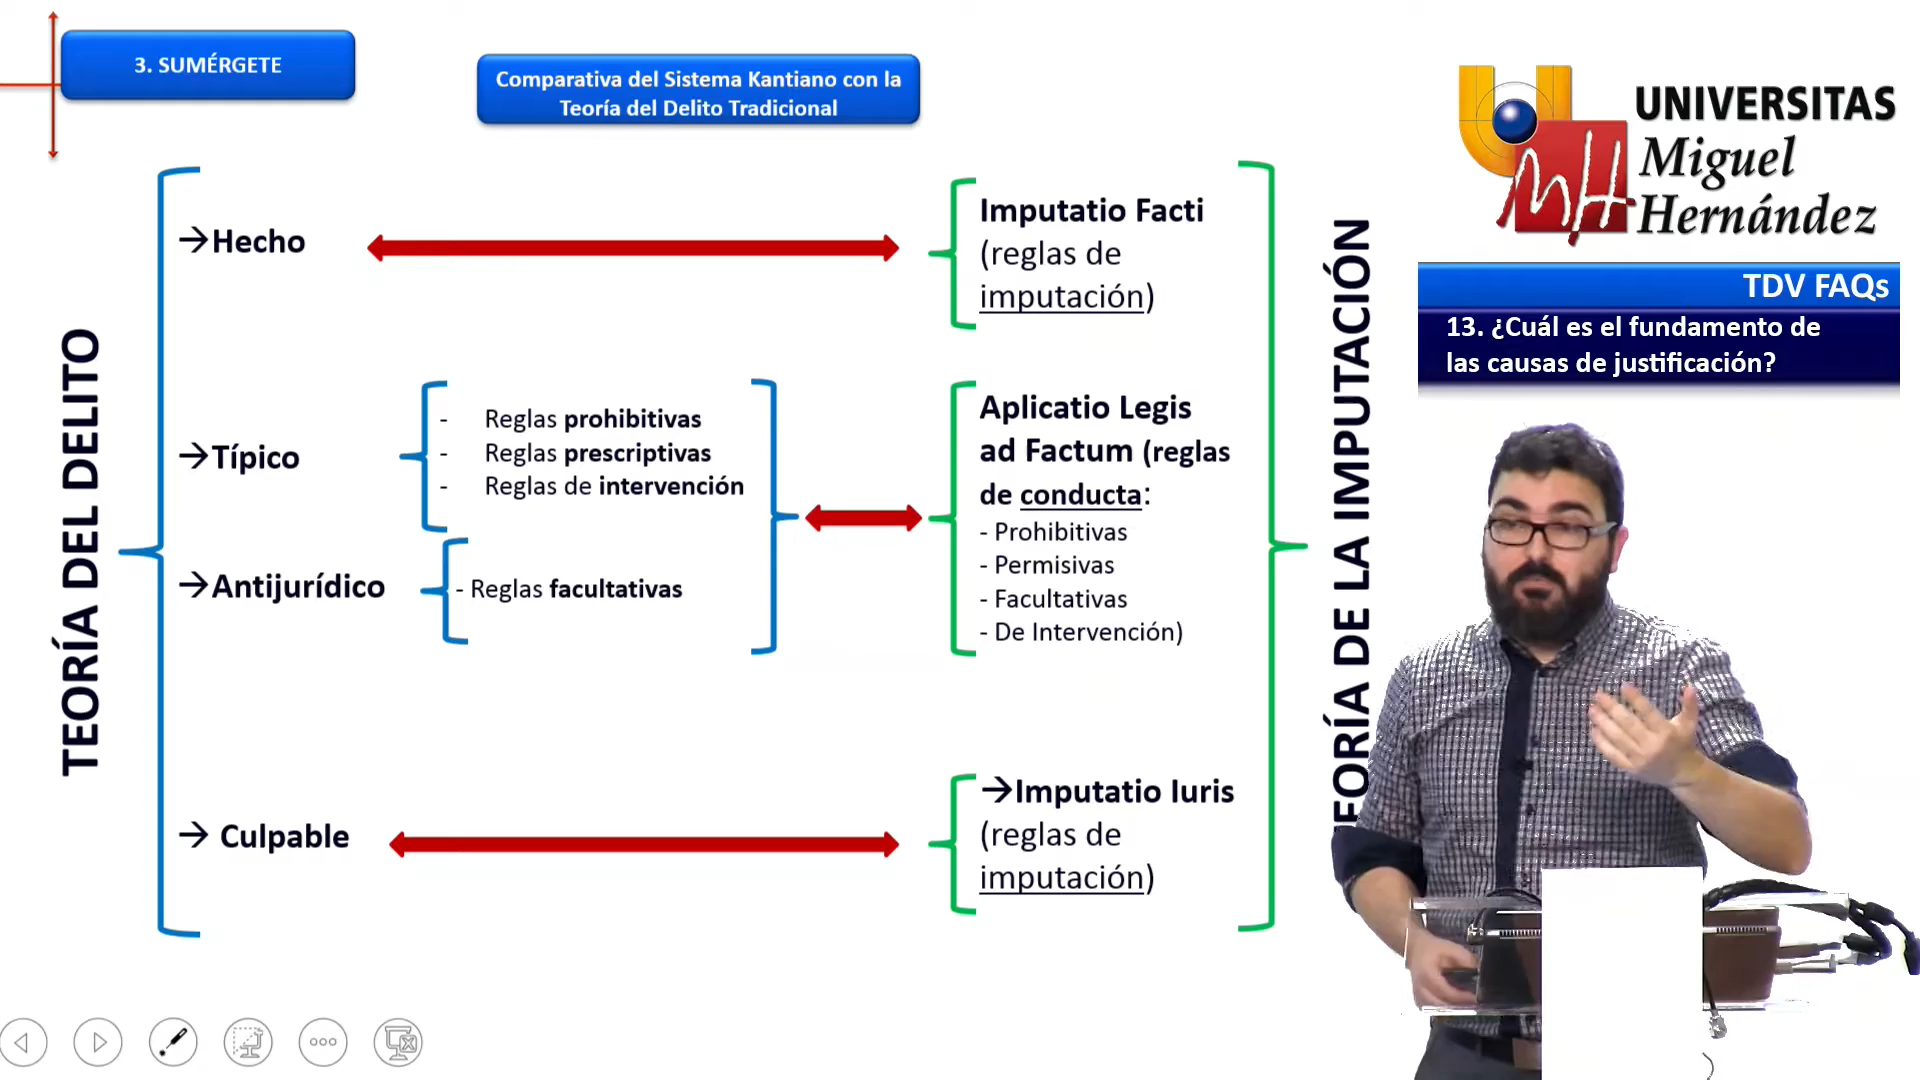 3. SUMÉRGETE
Comparativa del Sistema Kantiano con la
Teoría del Delito Tradicional
UNIVERSITAS
Miguel
Hernández
TDV FAQs
13. ¿Cuál es el fundamento de
las causas de justificación?
TEORÍA DEL DELITO
→Hecho
→Típico
- Reglas prohibitivas
- Reglas prescriptivas
- Reglas de intervención
→Antijurídico
- Reglas facultativas
→ Culpable
Imputatio Facti
(reglas de
imputación)
Aplicatio Legis
ad Factum (reglas
de conducta:
- Prohibitivas
- Permisivas
- Facultativas
- De Intervención)
→Imputatio Iuris
(reglas de
imputación)
TEORÍA DE LA IMPUTACIÓN